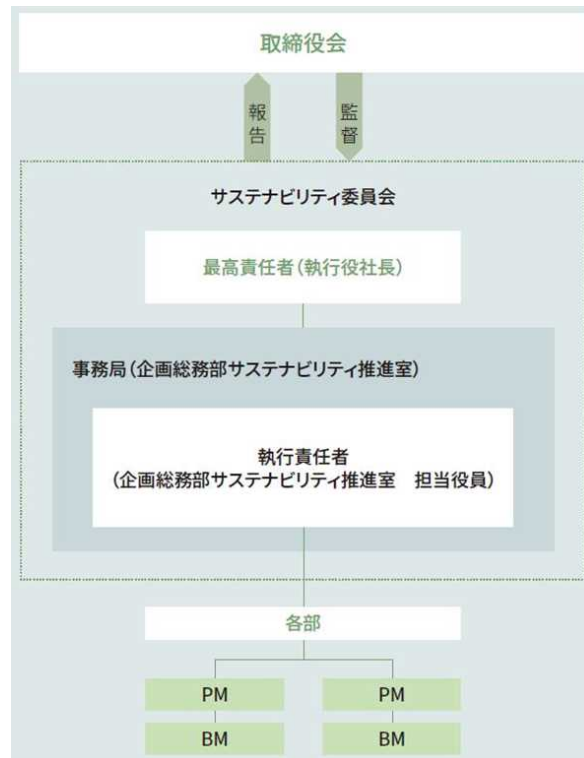 取締役会
報告
監督
サステナビリティ委員会
最高責任者(執行役社長)
事務局(企画総務部サステナビリティ推進室)
執行責任者
(企画総務部サステナビリティ推進室　担当役員)
各部
PM
PM
BM
BM